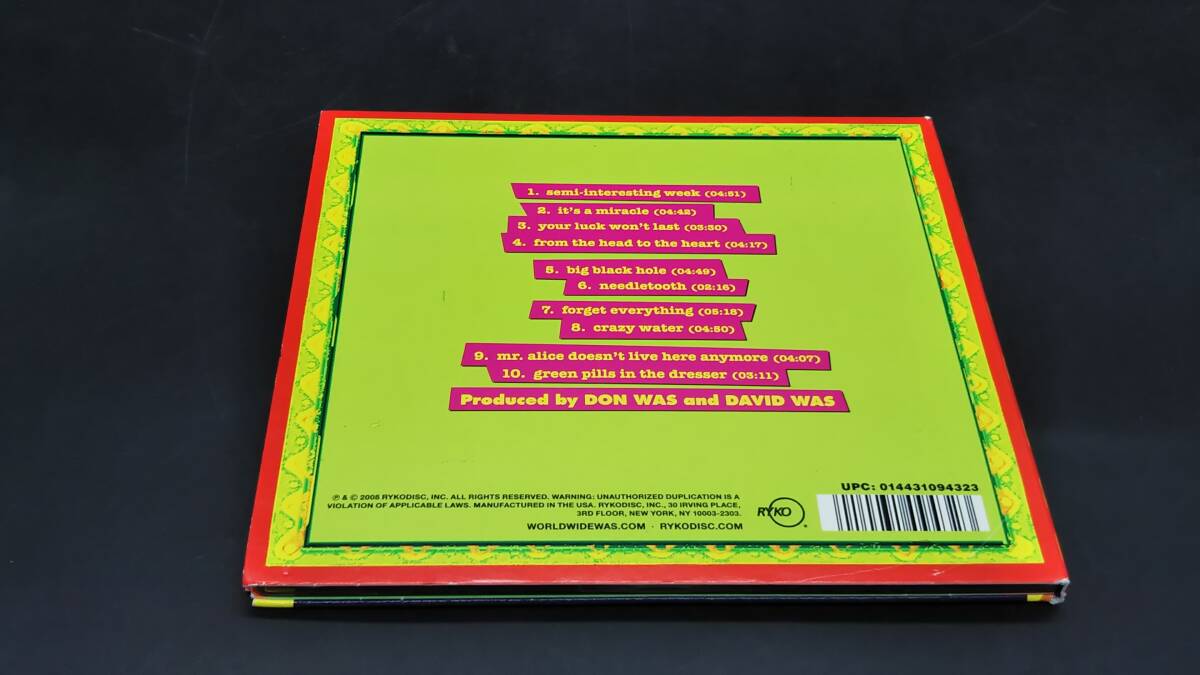 1. semi-interesting week (04:51)
2. it's a miracle (04:42)
3. your luck won't last (03:30)
4. from the head to the heart (04:17)
5. big black hole (04:49)
6. needletooth (02:16)
7. forget everything (05:18)
8. crazy water (04:50)
9. mr. alice doesn't live here anymore (04:07)
10. green pills in the dresser (03:11)
Produced by DON WAS and DAVID WAS
UPC: 014431094323
℗ & © 2008 RYKODISC, INC. ALL RIGHTS RESERVED. WARNING: UNAUTHORIZED DUPLICATION IS A
VIOLATION OF APPLICABLE LAWS. MANUFACTURED IN THE USA. RYKODISC, INC., 30 IRVING PLACE,
3RD FLOOR, NEW YORK, NY 10003-2303.
WORLDWIDEWAS.COM · RYKODISC.COM
RYKO